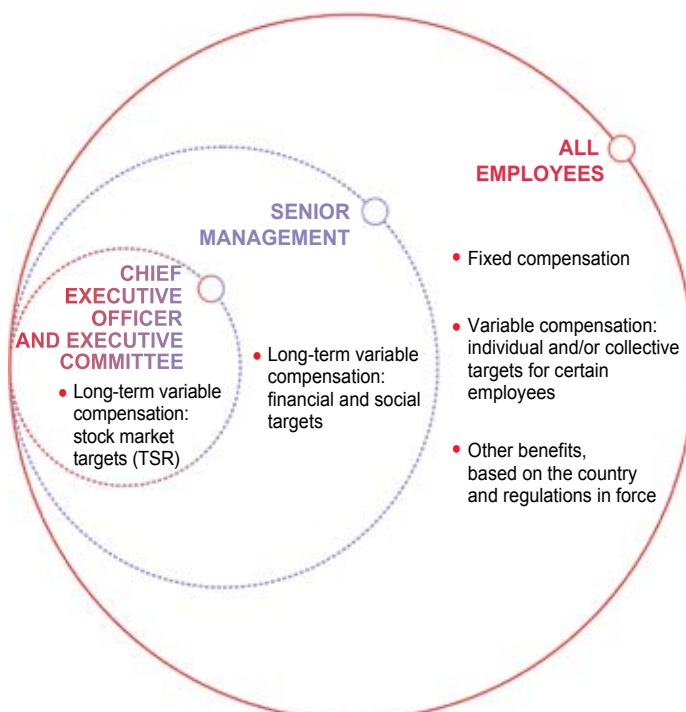 ALL
EMPLOYEES
SENIOR
MANAGEMENT
CHIEF
EXECUTIVE
OFFICER
AND EXECUTIVE
COMMITTEE
• Long-term variable
compensation:
stock market
targets (TSR)
• Long-term variable
compensation:
financial and social
targets
• Fixed compensation
• Variable compensation:
individual and/or collective
targets for certain
employees
• Other benefits,
based on the country
and regulations in force